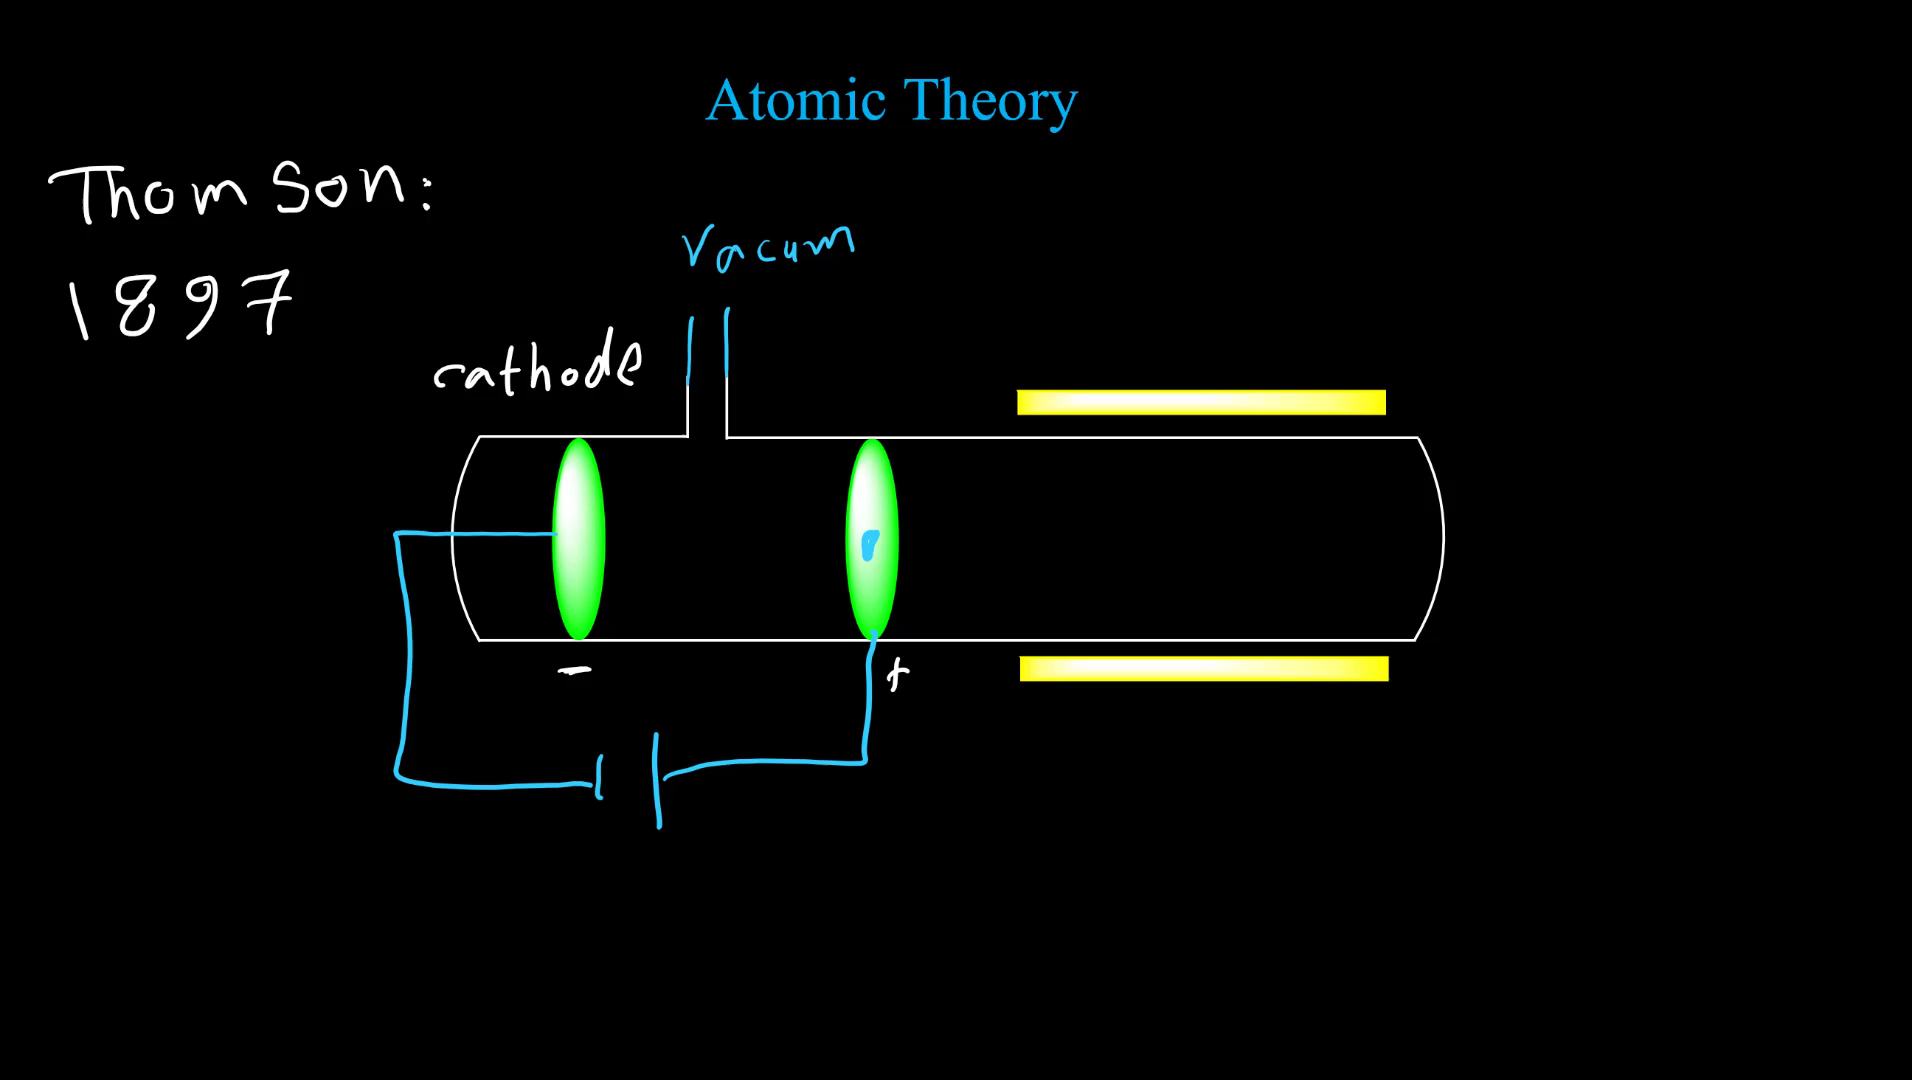 Atomic Theory
Thomson:
1897
Vacum
cathode
- +